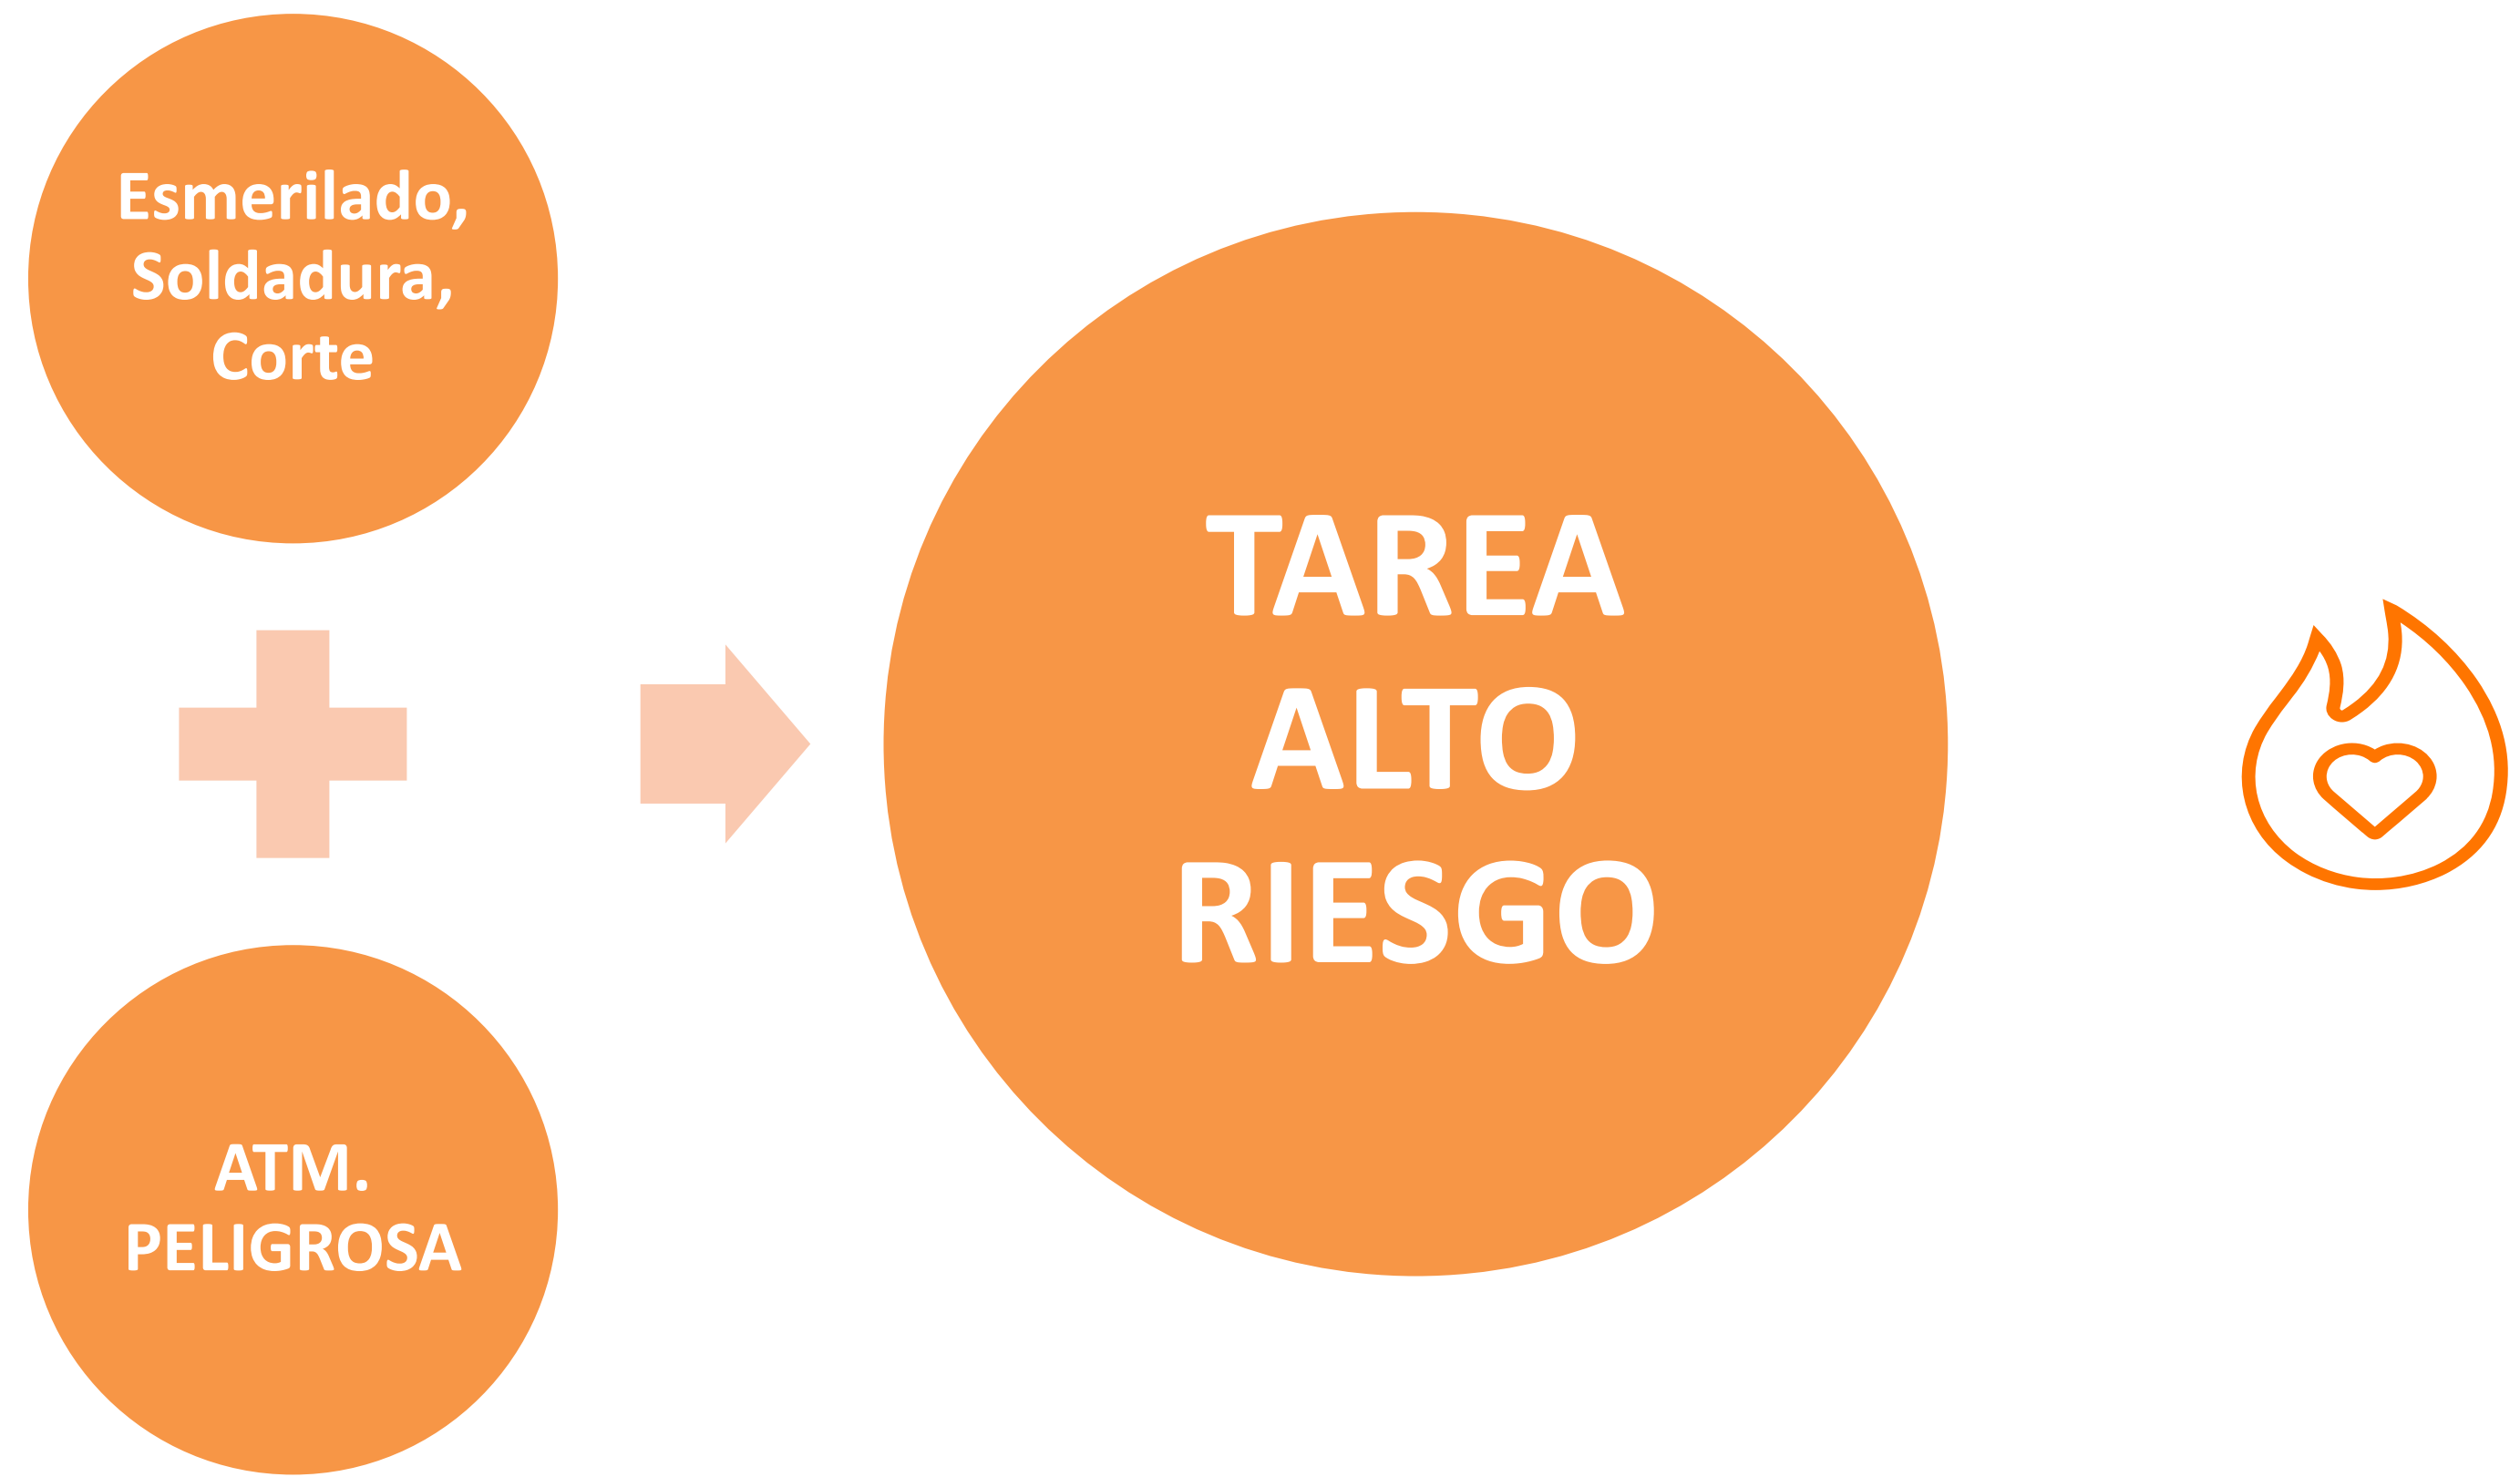 Esmerilado,
Soldadura,
Corte
ATM.
PELIGROSA
TAREA
ALTO
RIESGO